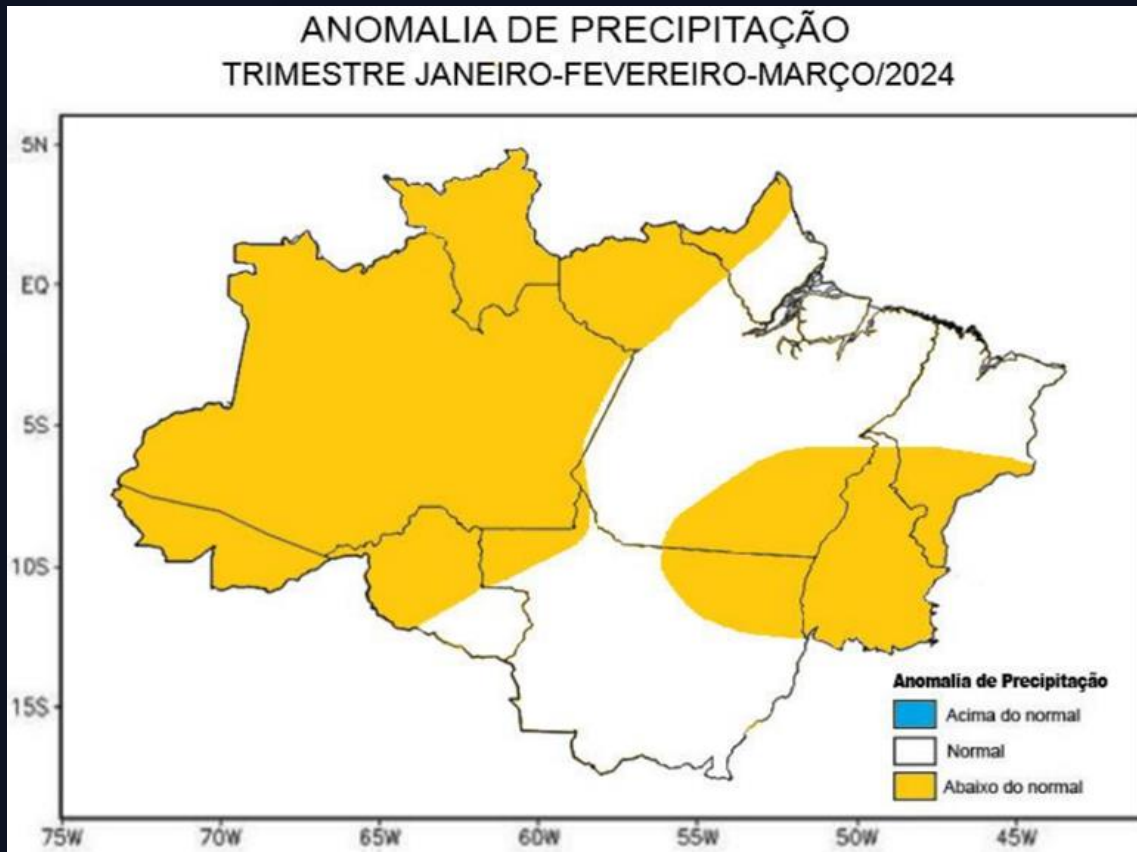 ANOMALIA DE PRECIPITAÇÃO
TRIMESTRE JANEIRO-FEVEREIRO-MARÇO/2024
5N
EQ
5S
10S
15S
Anomalia de Precipitação
Acima do normal
Normal
Abaixo do normal
75W 70W 65W 60W 55W 50W 45W